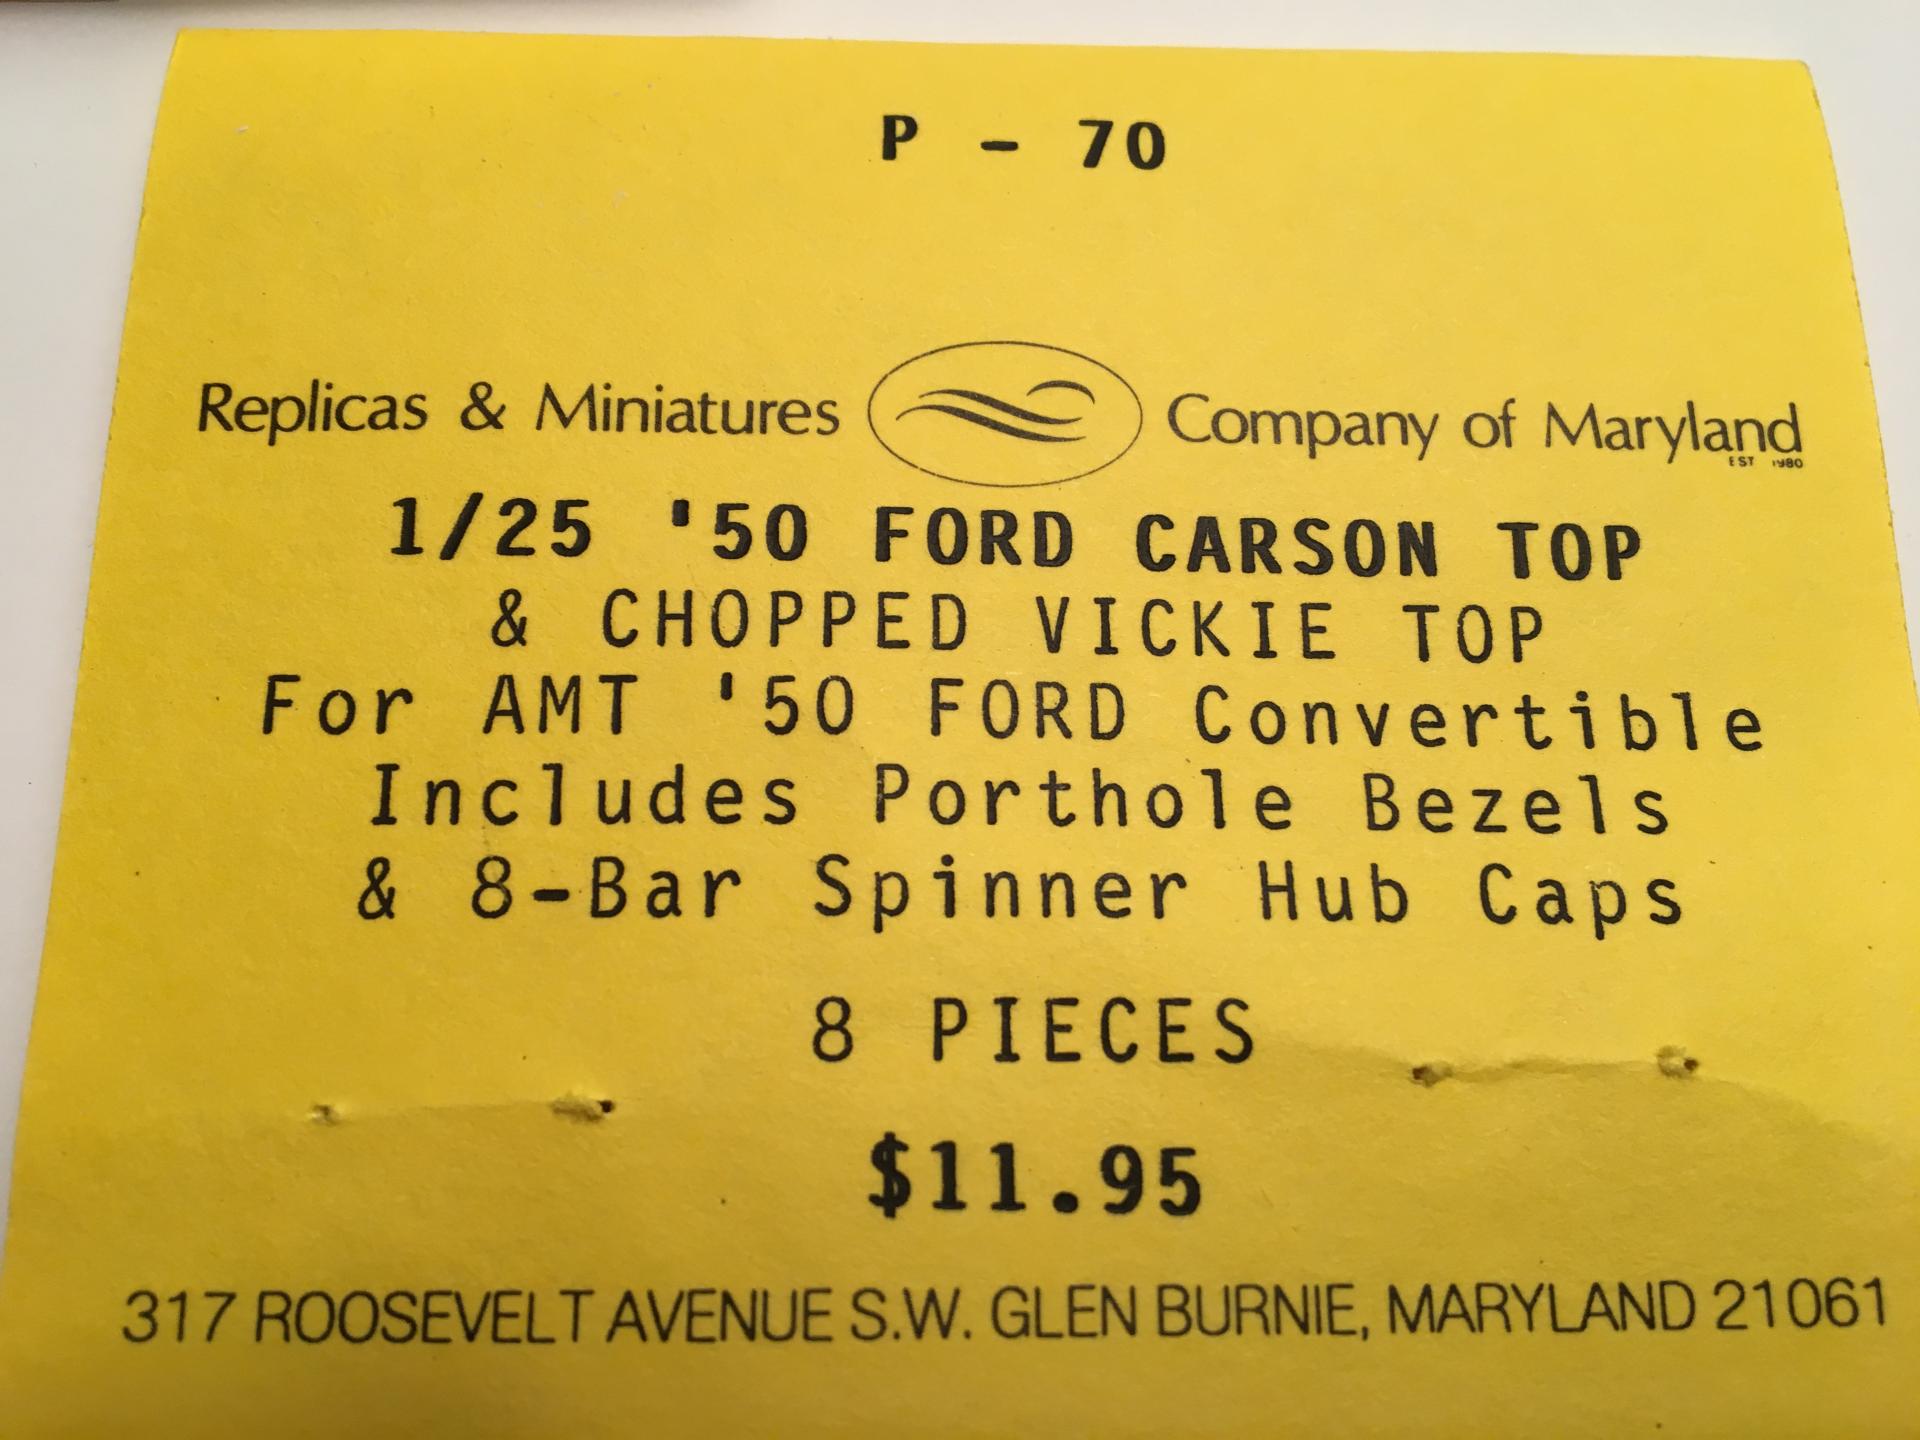 P - 70
Replicas & Miniatures Company of Maryland
EST 1980
1/25 '50 FORD CARSON TOP
& CHOPPED VICKIE TOP
For AMT '50 FORD Convertible
Includes Porthole Bezels
& 8-Bar Spinner Hub Caps
8 PIECES
$11.95
317 ROOSEVELT AVENUE S.W. GLEN BURNIE, MARYLAND 21061